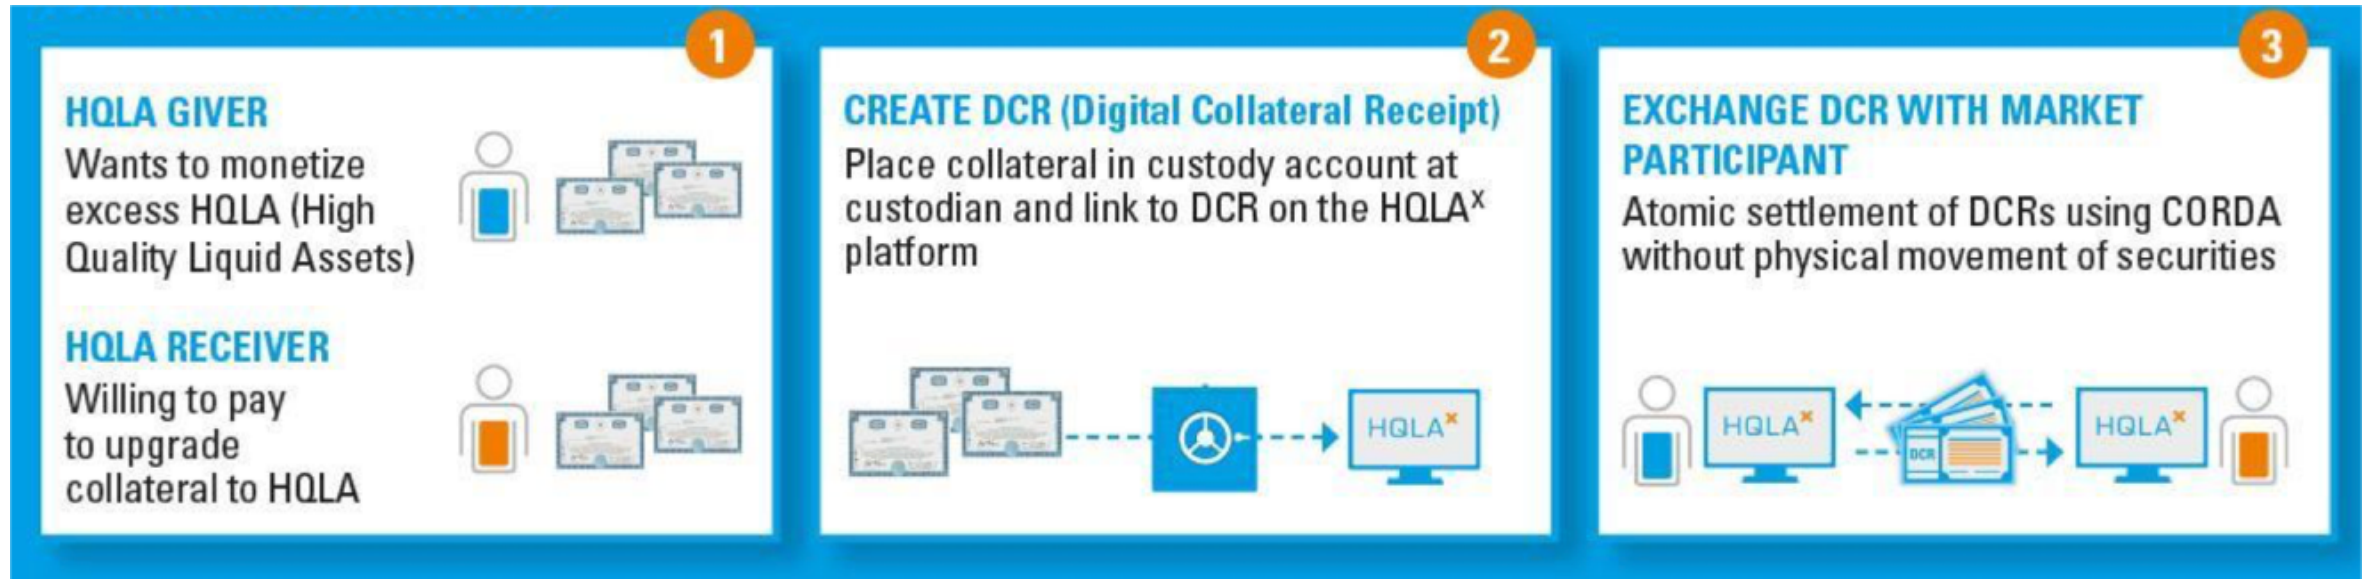 1
HQLA GIVER
Wants to monetize
excess HQLA (High
Quality Liquid Assets)
HQLA RECEIVER
Willing to pay
to upgrade
collateral to HQLA
2
CREATE DCR (Digital Collateral Receipt)
Place collateral in custody account at
custodian and link to DCR on the HQLAˣ
platform
HQLAˣ
3
EXCHANGE DCR WITH MARKET
PARTICIPANT
Atomic settlement of DCRs using CORDA
without physical movement of securities
HQLAˣ
DCR
HQLAˣ